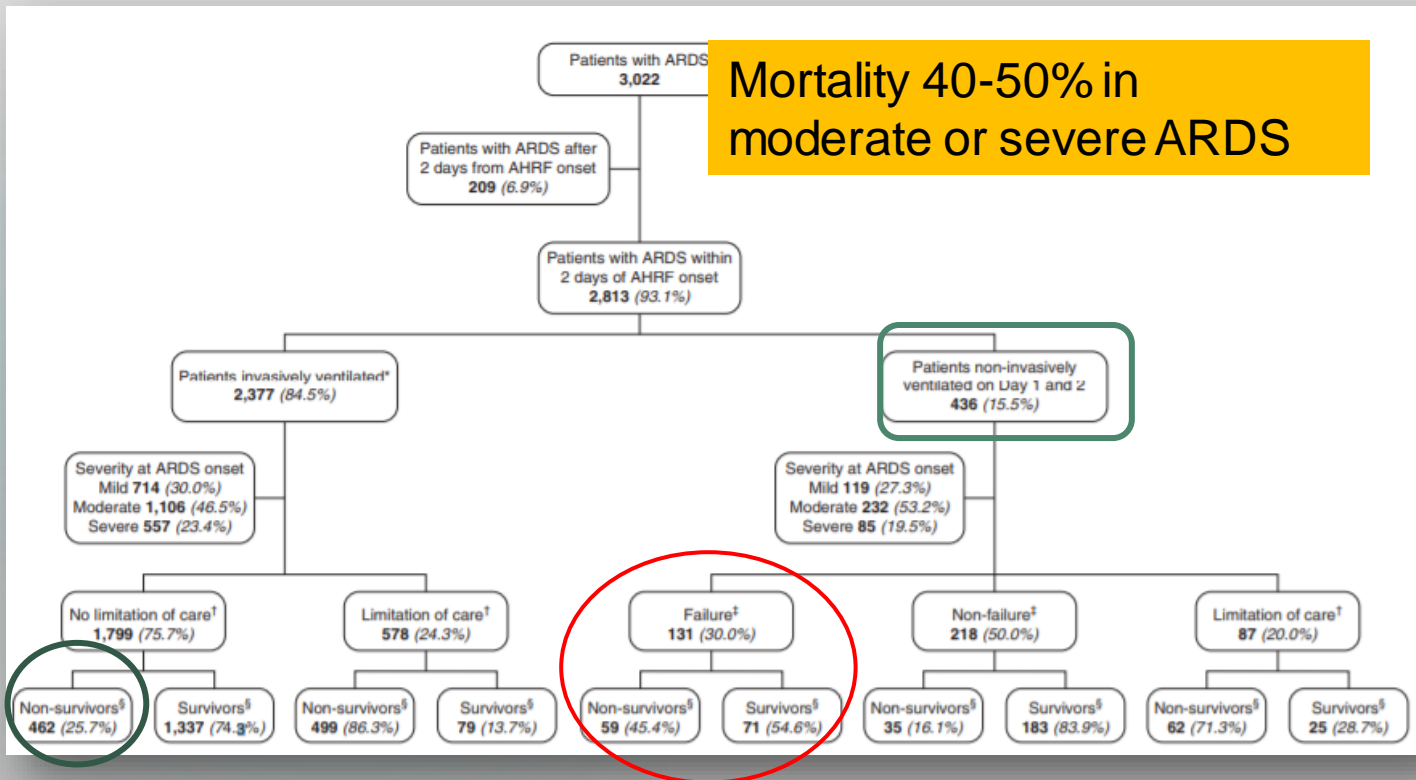 Patients with ARDS
3,022
Mortality 40-50% in
moderate or severe ARDS
Patients with ARDS after
2 days from AHRF onset
209 (6.9%)
Patients with ARDS within
2 days of AHRF onset
2,813 (93.1%)
Patients invasively ventilated*
2,377 (84.5%)
Patients non-invasively
ventilated on Day 1 and 2
436 (15.5%)
Severity at ARDS onset
Mild 714 (30.0%)
Moderate 1,106 (46.5%)
Severe 557 (23.4%)
Severity at ARDS onset
Mild 119 (27.3%)
Moderate 232 (53.2%)
Severe 85 (19.5%)
No limitation of care†
1,799 (75.7%)
Limitation of care†
578 (24.3%)
Failure‡
131 (30.0%)
Non-failure‡
218 (50.0%)
Limitation of care†
87 (20.0%)
Non-survivors§
462 (25.7%)
Survivors§
1,337 (74.3%)
Non-survivors§
499 (86.3%)
Survivors§
79 (13.7%)
Non-survivors§
59 (45.4%)
Survivors§
71 (54.6%)
Non-survivors§
35 (16.1%)
Survivors§
183 (83.9%)
Non-survivors§
62 (71.3%)
Survivors§
25 (28.7%)